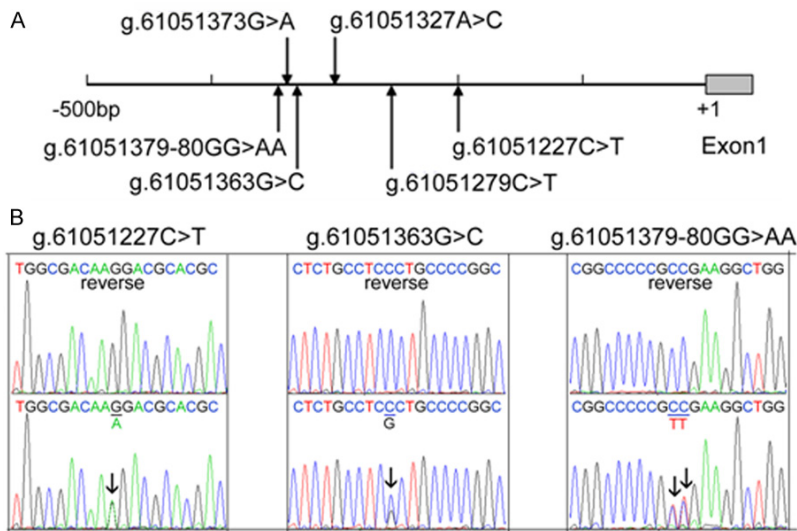 A
g.61051373G>A
g.61051327A>C
-500bp
+1
g.61051379-80GG>AA
g.61051227C>T
Exon1
g.61051363G>C
g.61051279C>T
B
g.61051227C>T
g.61051363G>C
g.61051379-80GG>AA
TGGCGACAAGGACGCACGC
CTCTGCCTCCCTGCCCCGGC
CGGCCCCCGCCGAAGGCTGG
reverse
reverse
reverse
TGGCGACAAGGACGCACGC
CTCTGCCTCCCTGCCCCGGC
CGGCCCCCGCCGAAGGCTGG
A
G
TT